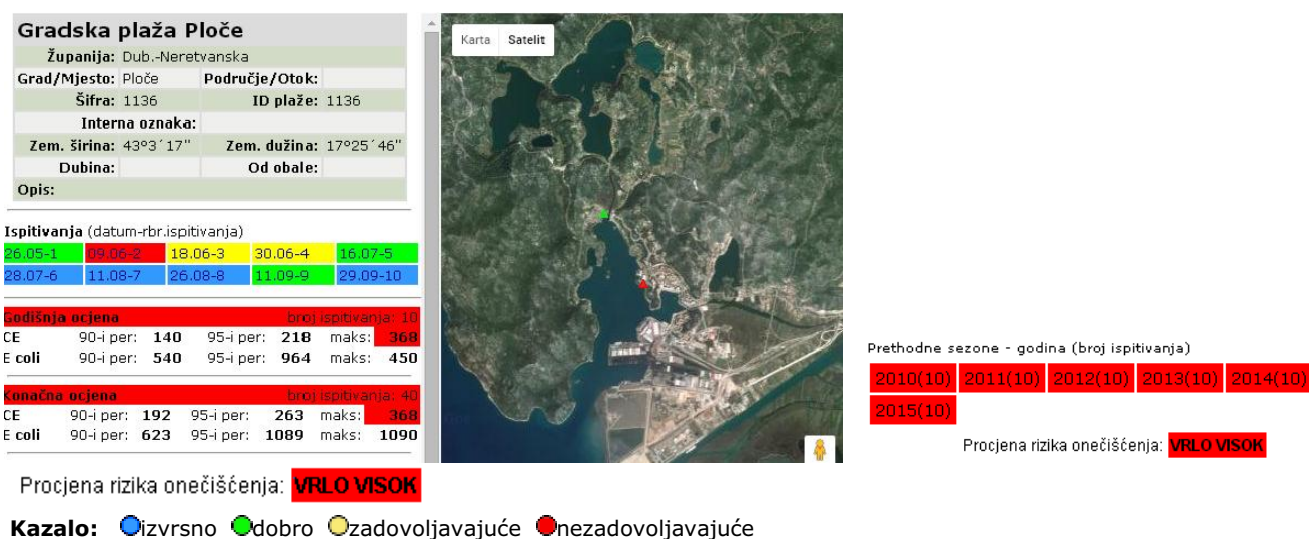 Gradska plaža Ploče
Županija: Dub.-Neretvanska
Grad/Mjesto: Ploče Područje/Otok:
Šifra: 1136 ID plaže: 1136
Interna oznaka:
Zem. širina: 43º3´17" Zem. dužina: 17º25´46"
Dubina: Od obale:
Opis:
Ispitivanja (datum-rbr.ispitivanja)
26.05-1 09.06-2 18.06-3 30.06-4 16.07-5
28.07-6 11.08-7 26.08-8 11.09-9 29.09-10
Godišnja ocjena broj ispitivanja: 10
CE 90-i per: 140 95-i per: 218 maks: 368
E coli 90-i per: 540 95-i per: 964 maks: 450
Konačna ocjena broj ispitivanja: 40
CE 90-i per: 192 95-i per: 263 maks: 368
E coli 90-i per: 623 95-i per: 1089 maks: 1090
Procjena rizika onečišćenja: VRLO VISOK
Karta Satelit
Prethodne sezone - godina (broj ispitivanja)
2010(10) 2011(10) 2012(10) 2013(10) 2014(10)
2015(10)
Procjena rizika onečišćenja: VRLO VISOK
Kazalo: izvrsno dobro zadovoljavajuće nezadovoljavajuće